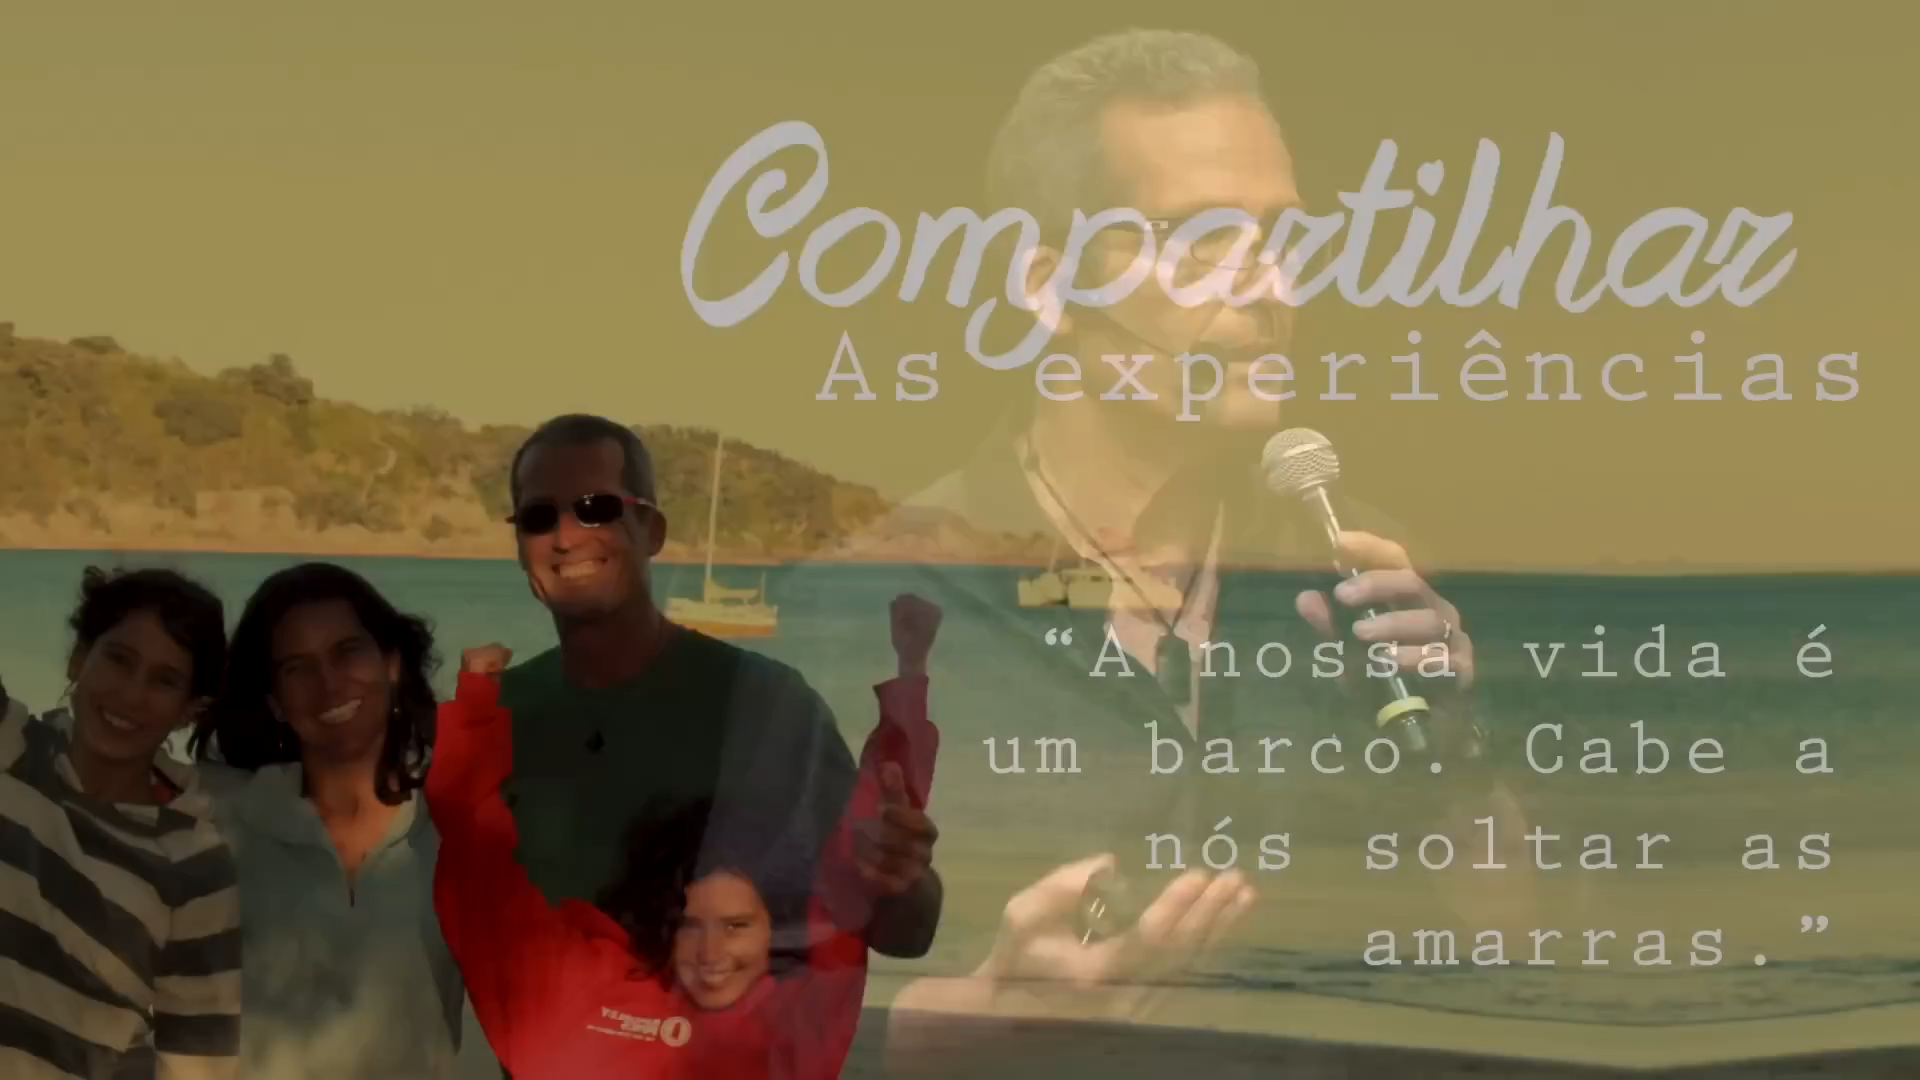 Compartilhar
As experiências
“A nossa vida é
um barco. Cabe a
nós soltar as
amarras.”